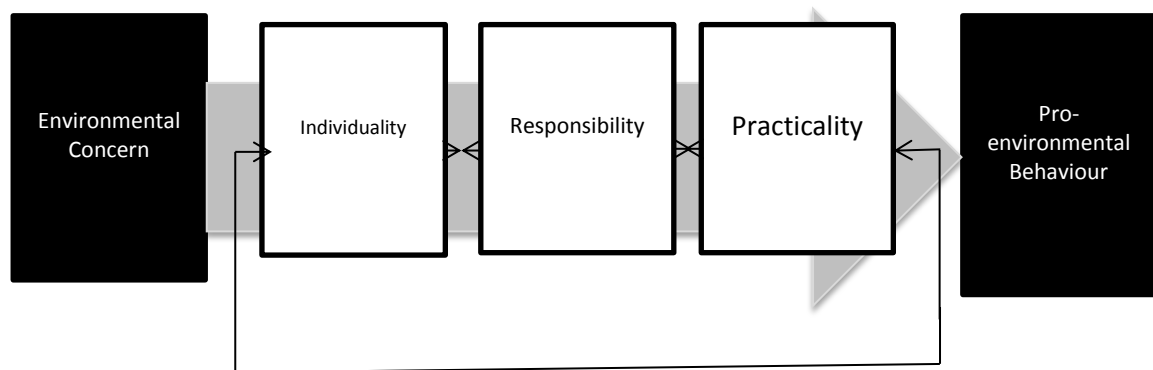 Environmental
Concern
Individuality
Responsibility
Practicality
Pro-
environmental
Behaviour